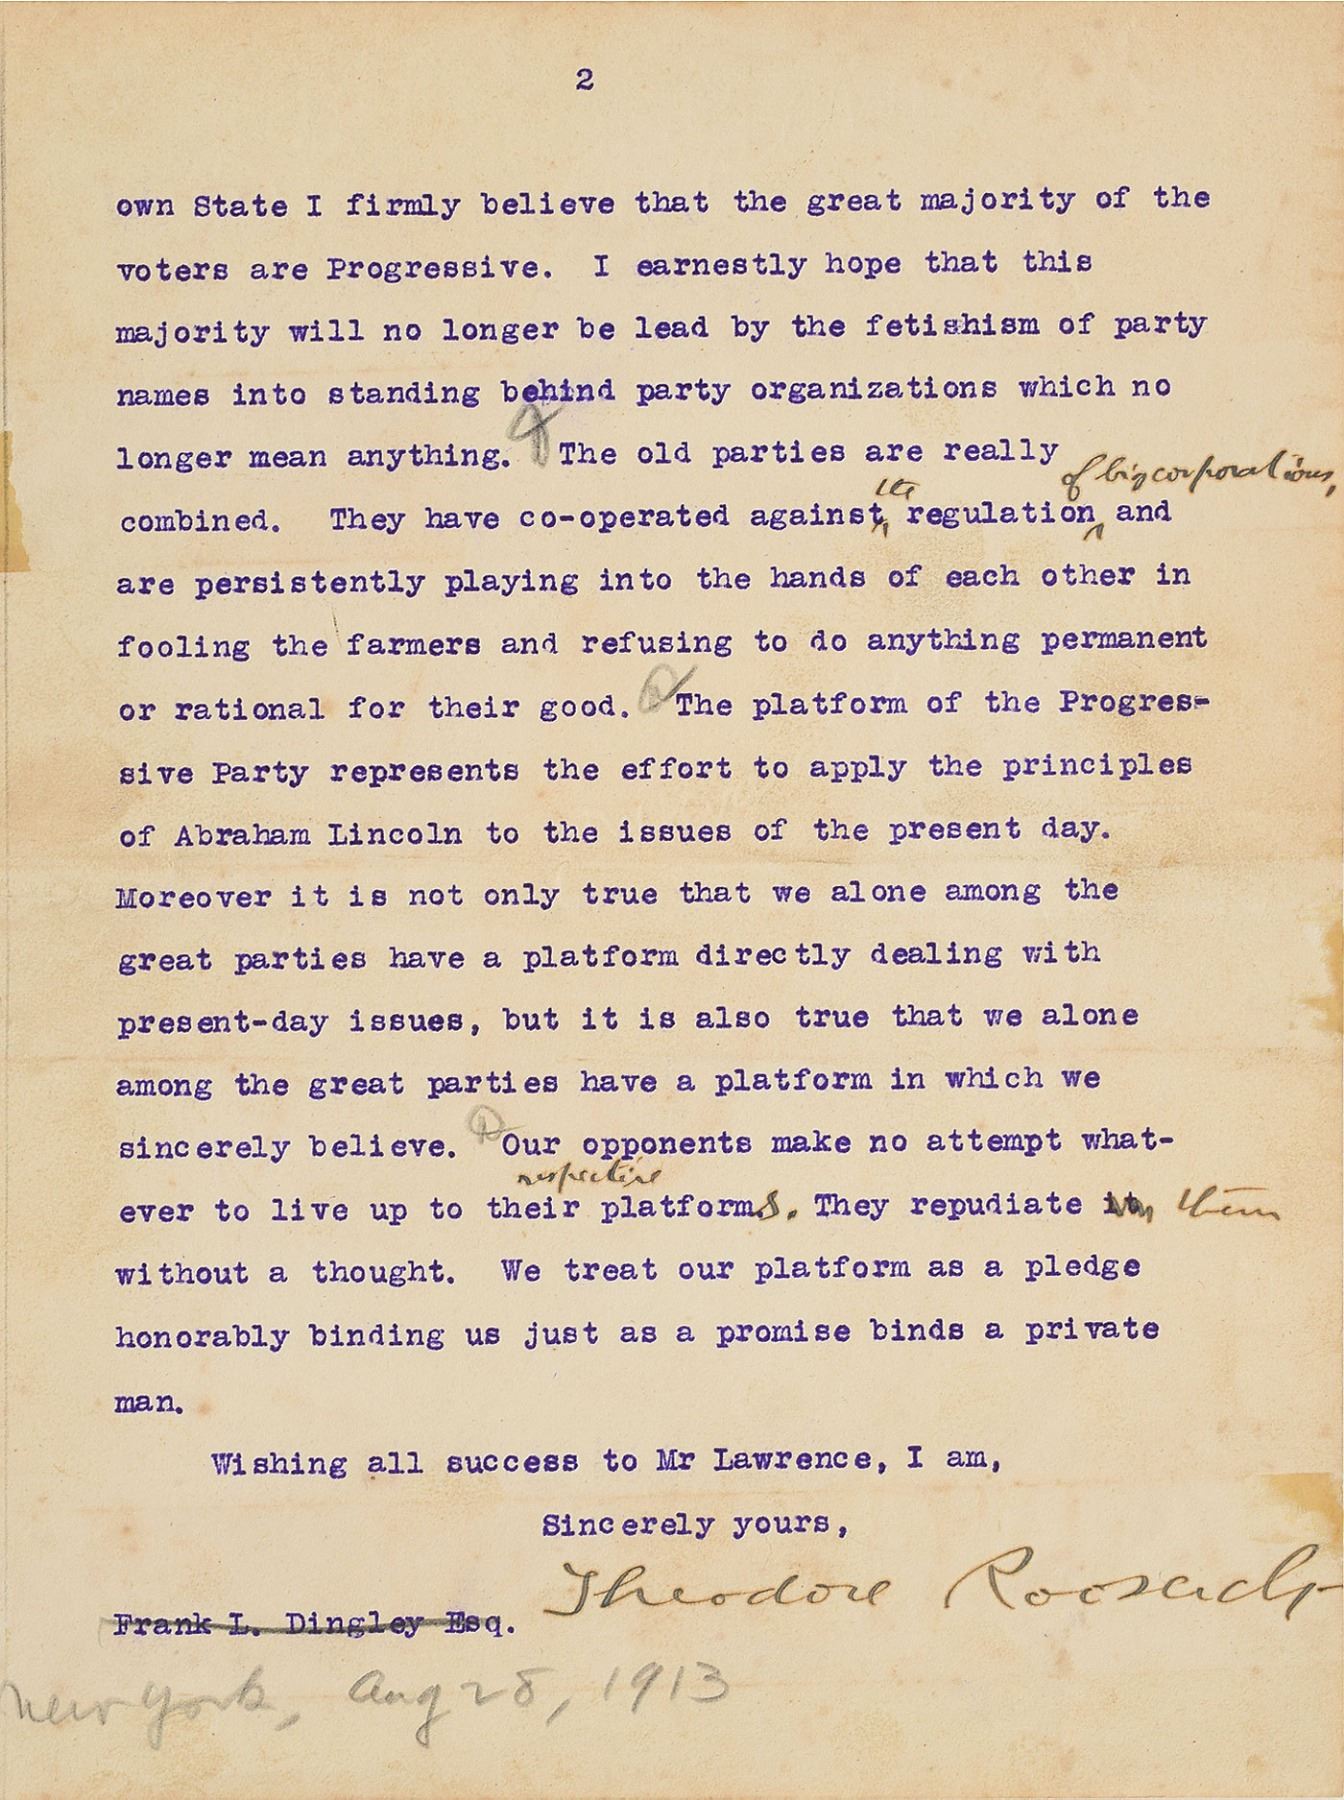 2
own State I firmly believe that the great majority of the
voters are Progressive. I earnestly hope that this
majority will no longer be lead by the fetishism of party
names into standing behind party organizations which no
longer mean anything. ¶ The old parties are really
of big corporations,
the
combined. They have co-operated against regulation and
are persistently playing into the hands of each other in
fooling the farmers and refusing to do anything permanent
or rational for their good. ¶ The platform of the Progres-
sive Party represents the effort to apply the principles
of Abraham Lincoln to the issues of the present day.
Moreover it is not only true that we alone among the
great parties have a platform directly dealing with
present-day issues, but it is also true that we alone
among the great parties have a platform in which we
sincerely believe. ¶ Our opponents make no attempt what-
respective
ever to live up to their platforms. They repudiate it them
without a thought. We treat our platform as a pledge
honorably binding us just as a promise binds a private
man.
Wishing all success to Mr Lawrence, I am,
Sincerely yours,
Theodore Roosevelt
Frank L. Dingley Esq.
New York, Aug 28, 1913